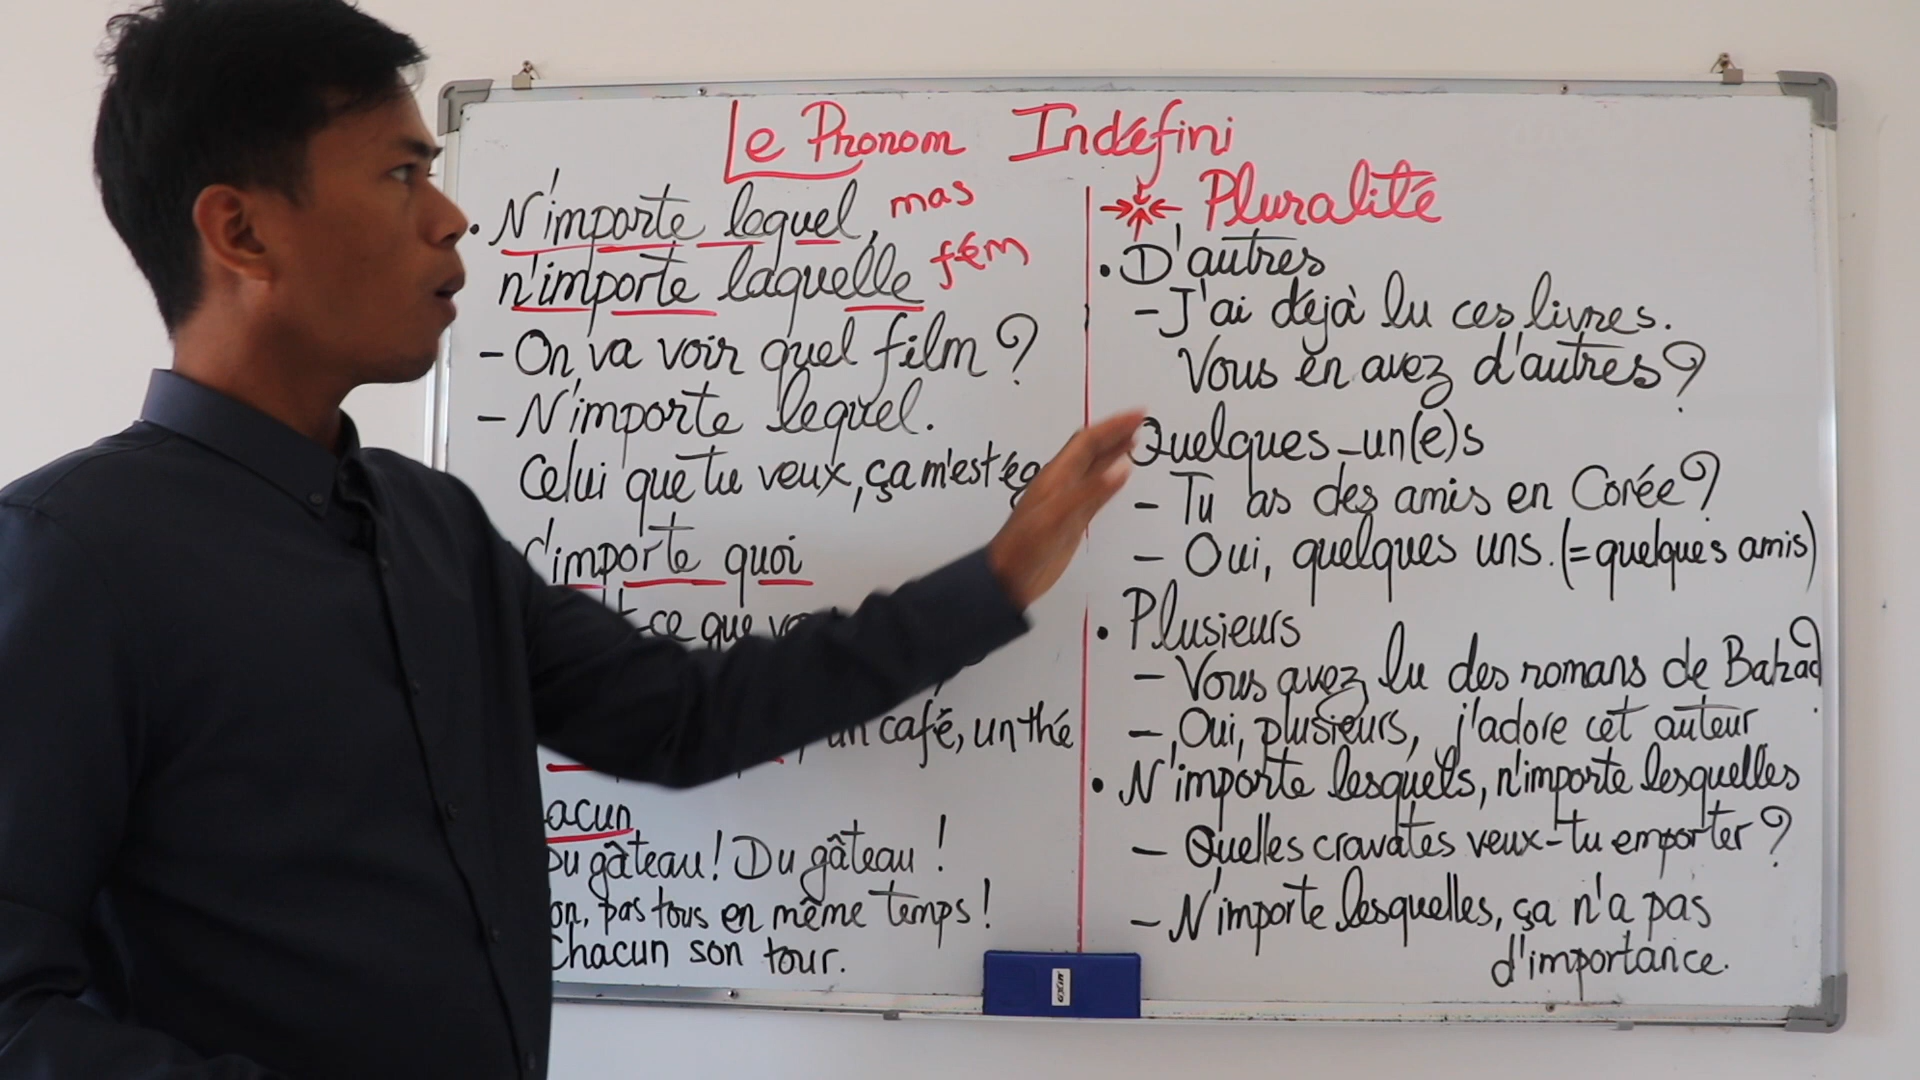 Le Pronom Indéfini
• N'importe lequel, mas
n'importe laquelle fém
- On va voir quel film ?
- N'importe lequel.
Celui que tu veux, ça m'est
importe quoi
-ce que
un café, un thé
acun
Du gâteau ! Du gâteau !
on, pas tous en même temps !
Chacun son tour.
Pluralité
• D'autres
- J'ai déjà lu ces livres.
Vous en avez d'autres ?
Quelques-un(e)s
- Tu as des amis en Corée ?
- Oui, quelques uns. (= quelques amis)
• Plusieurs
- Vous avez lu des romans de Balzac ?
- Oui, plusieurs, j'adore cet auteur
• N'importe lesquels, n'importe lesquelles
- Quelles cravates veux-tu emporter ?
- N'importe lesquelles, ça n'a pas
d'importance.